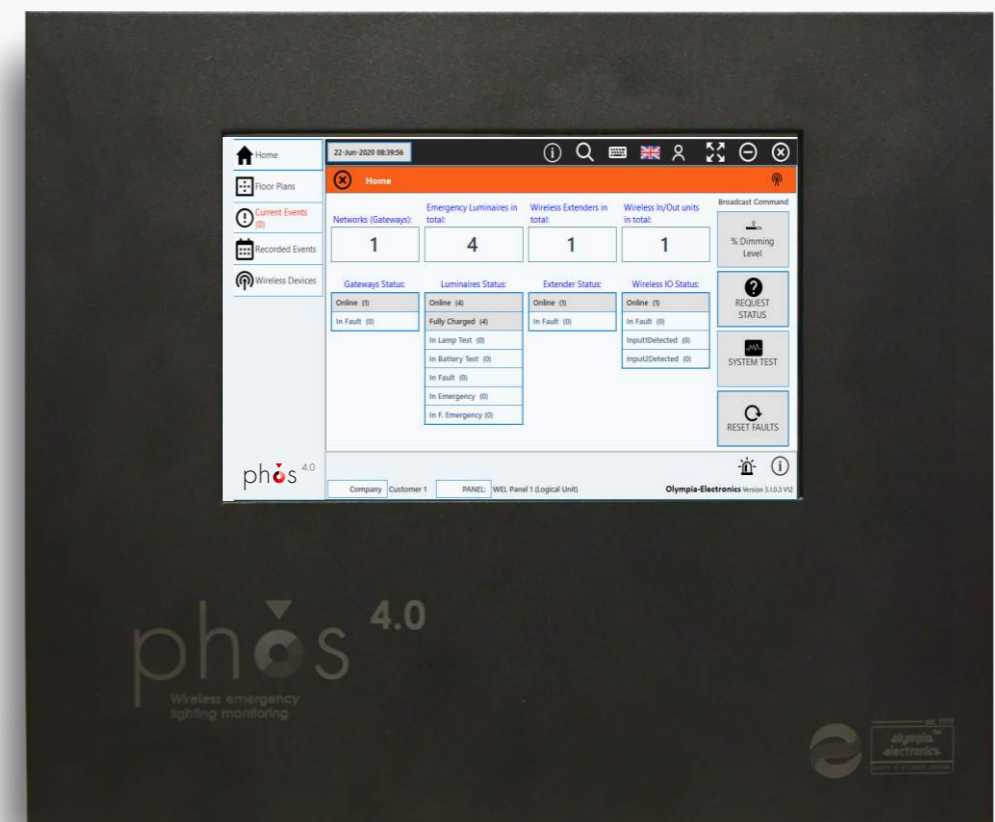 Home
Floor Plans
Current Events
(0)
Recorded Events
Wireless Devices
phos 4.0
22-Jun-2020 08:39:56
Home
Networks (Gateways):
1
Emergency Luminaires in
total:
4
Wireless Extenders in
total:
1
Wireless In/Out units
in total:
1
Gateways Status:
Online (1)
In Fault (0)
Luminaires Status:
Online (4)
Fully Charged (4)
In Lamp Test (0)
In Battery Test (0)
In Fault (0)
In Emergency (0)
In F. Emergency (0)
Extender Status:
Online (1)
In Fault (0)
Wireless IO Status:
Online (1)
In Fault (0)
Input1Detected (0)
Input2Detected (0)
Broadcast Command
% Dimming
Level
REQUEST
STATUS
SYSTEM TEST
RESET FAULTS
Company Customer 1 PANEL: WEL Panel 1 (Logical Unit) Olympia-Electronics Version 3.1.0.3 V12
phos 4.0
Wireless emergency
lighting monitoring
est. 1979
olympia™
electronics